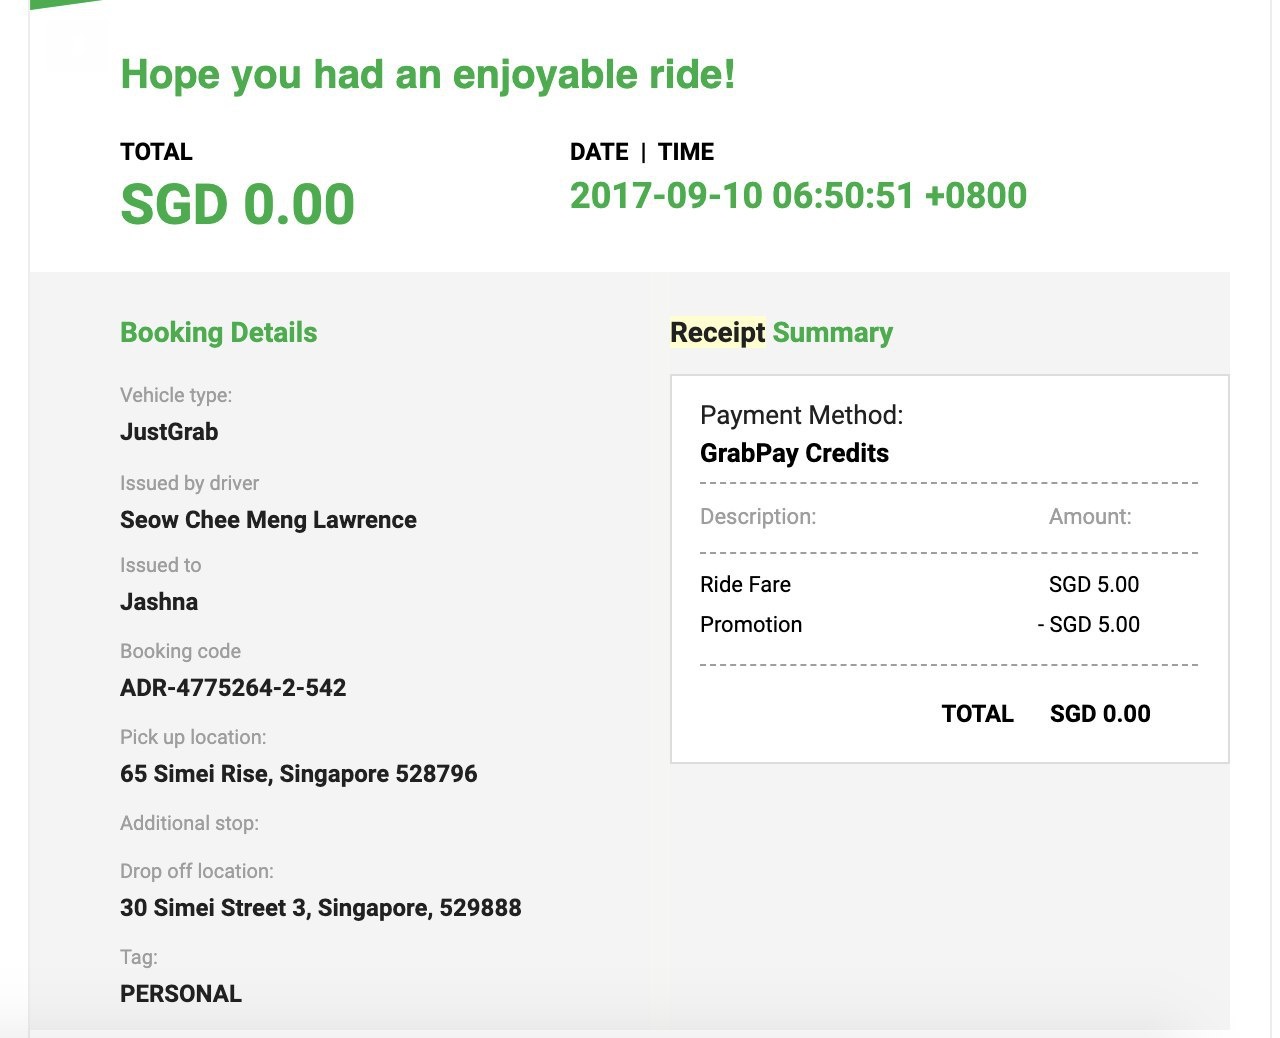 Hope you had an enjoyable ride!
TOTAL
SGD 0.00
DATE | TIME
2017-09-10 06:50:51 +0800
Booking Details
Vehicle type:
JustGrab
Issued by driver
Seow Chee Meng Lawrence
Issued to
Jashna
Booking code
ADR-4775264-2-542
Pick up location:
65 Simei Rise, Singapore 528796
Additional stop:
Drop off location:
30 Simei Street 3, Singapore, 529888
Tag:
PERSONAL
Receipt Summary
Payment Method:
GrabPay Credits
Description: Amount:
Ride Fare SGD 5.00
Promotion - SGD 5.00
TOTAL SGD 0.00